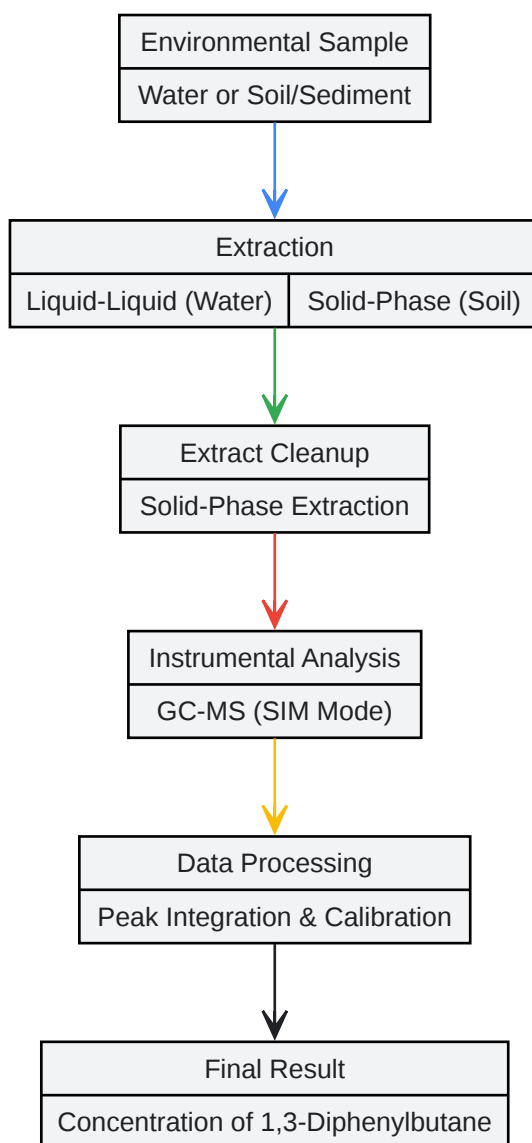 Environmental Sample
Water or Soil/Sediment
Extraction
Liquid-Liquid (Water) Solid-Phase (Soil)
Extract Cleanup
Solid-Phase Extraction
Instrumental Analysis
GC-MS (SIM Mode)
Data Processing
Peak Integration & Calibration
Final Result
Concentration of 1,3-Diphenylbutane